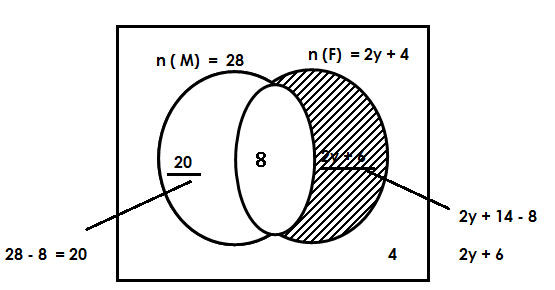 n ( M) = 28
n (F) = 2y + 4
20
8
2y + 6
28 - 8 = 20
4
2y + 14 - 8
2y + 6